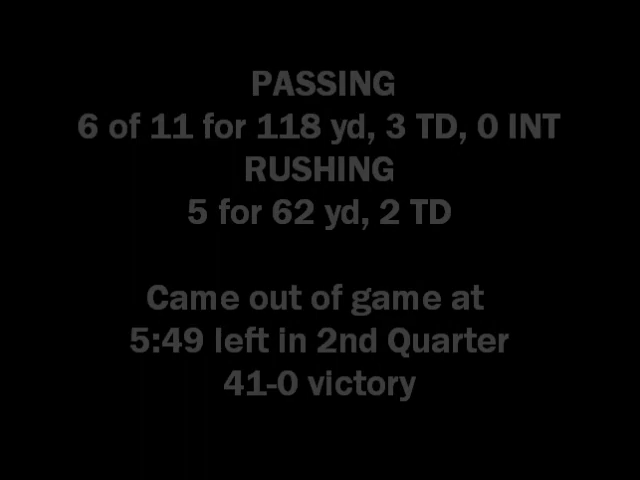 PASSING
6 of 11 for 118 yd, 3 TD, 0 INT
RUSHING
5 for 62 yd, 2 TD
Came out of game at
5:49 left in 2nd Quarter
41-0 victory